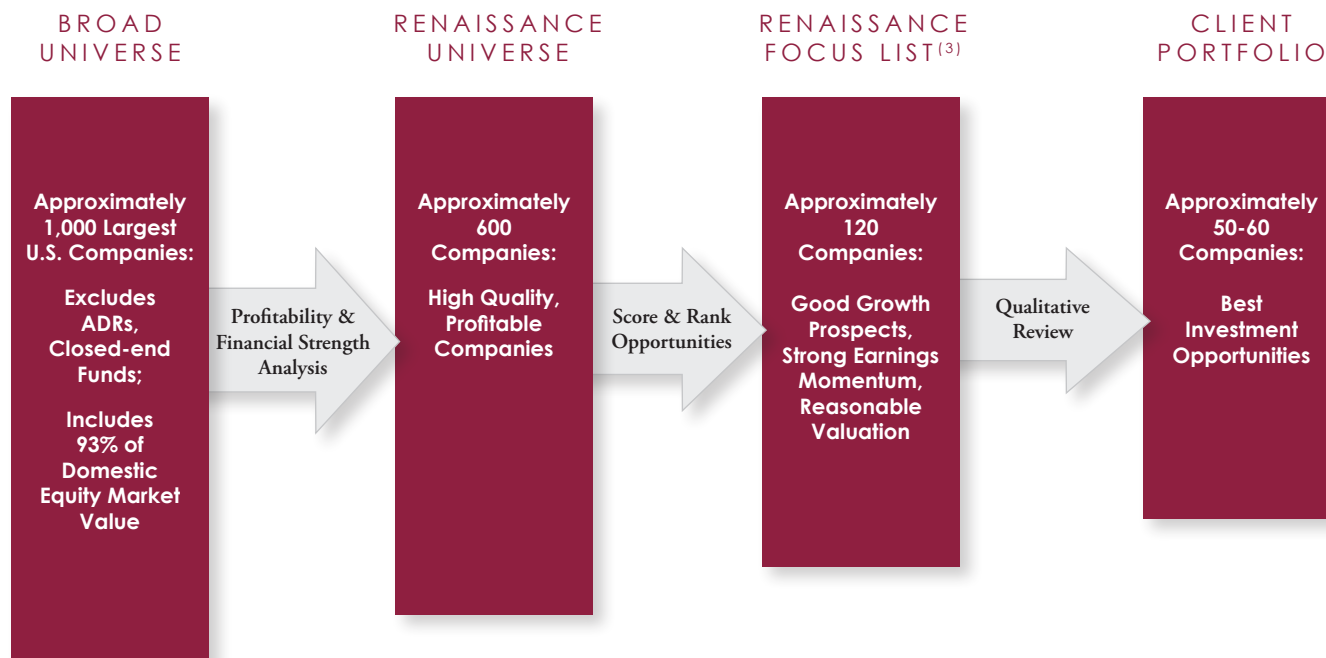 BROAD
UNIVERSE
Approximately
1,000 Largest
U.S. Companies:
Excludes
ADRs,
Closed-end
Funds;
Includes
93% of
Domestic
Equity Market
Value
Profitability &
Financial Strength
Analysis
RENAISSANCE
UNIVERSE
Approximately
600
Companies:
High Quality,
Profitable
Companies
Score & Rank
Opportunities
RENAISSANCE
FOCUS LIST(3)
Approximately
120
Companies:
Good Growth
Prospects,
Strong Earnings
Momentum,
Reasonable
Valuation
Qualitative
Review
CLIENT
PORTFOLIO
Approximately
50-60
Companies:
Best
Investment
Opportunities